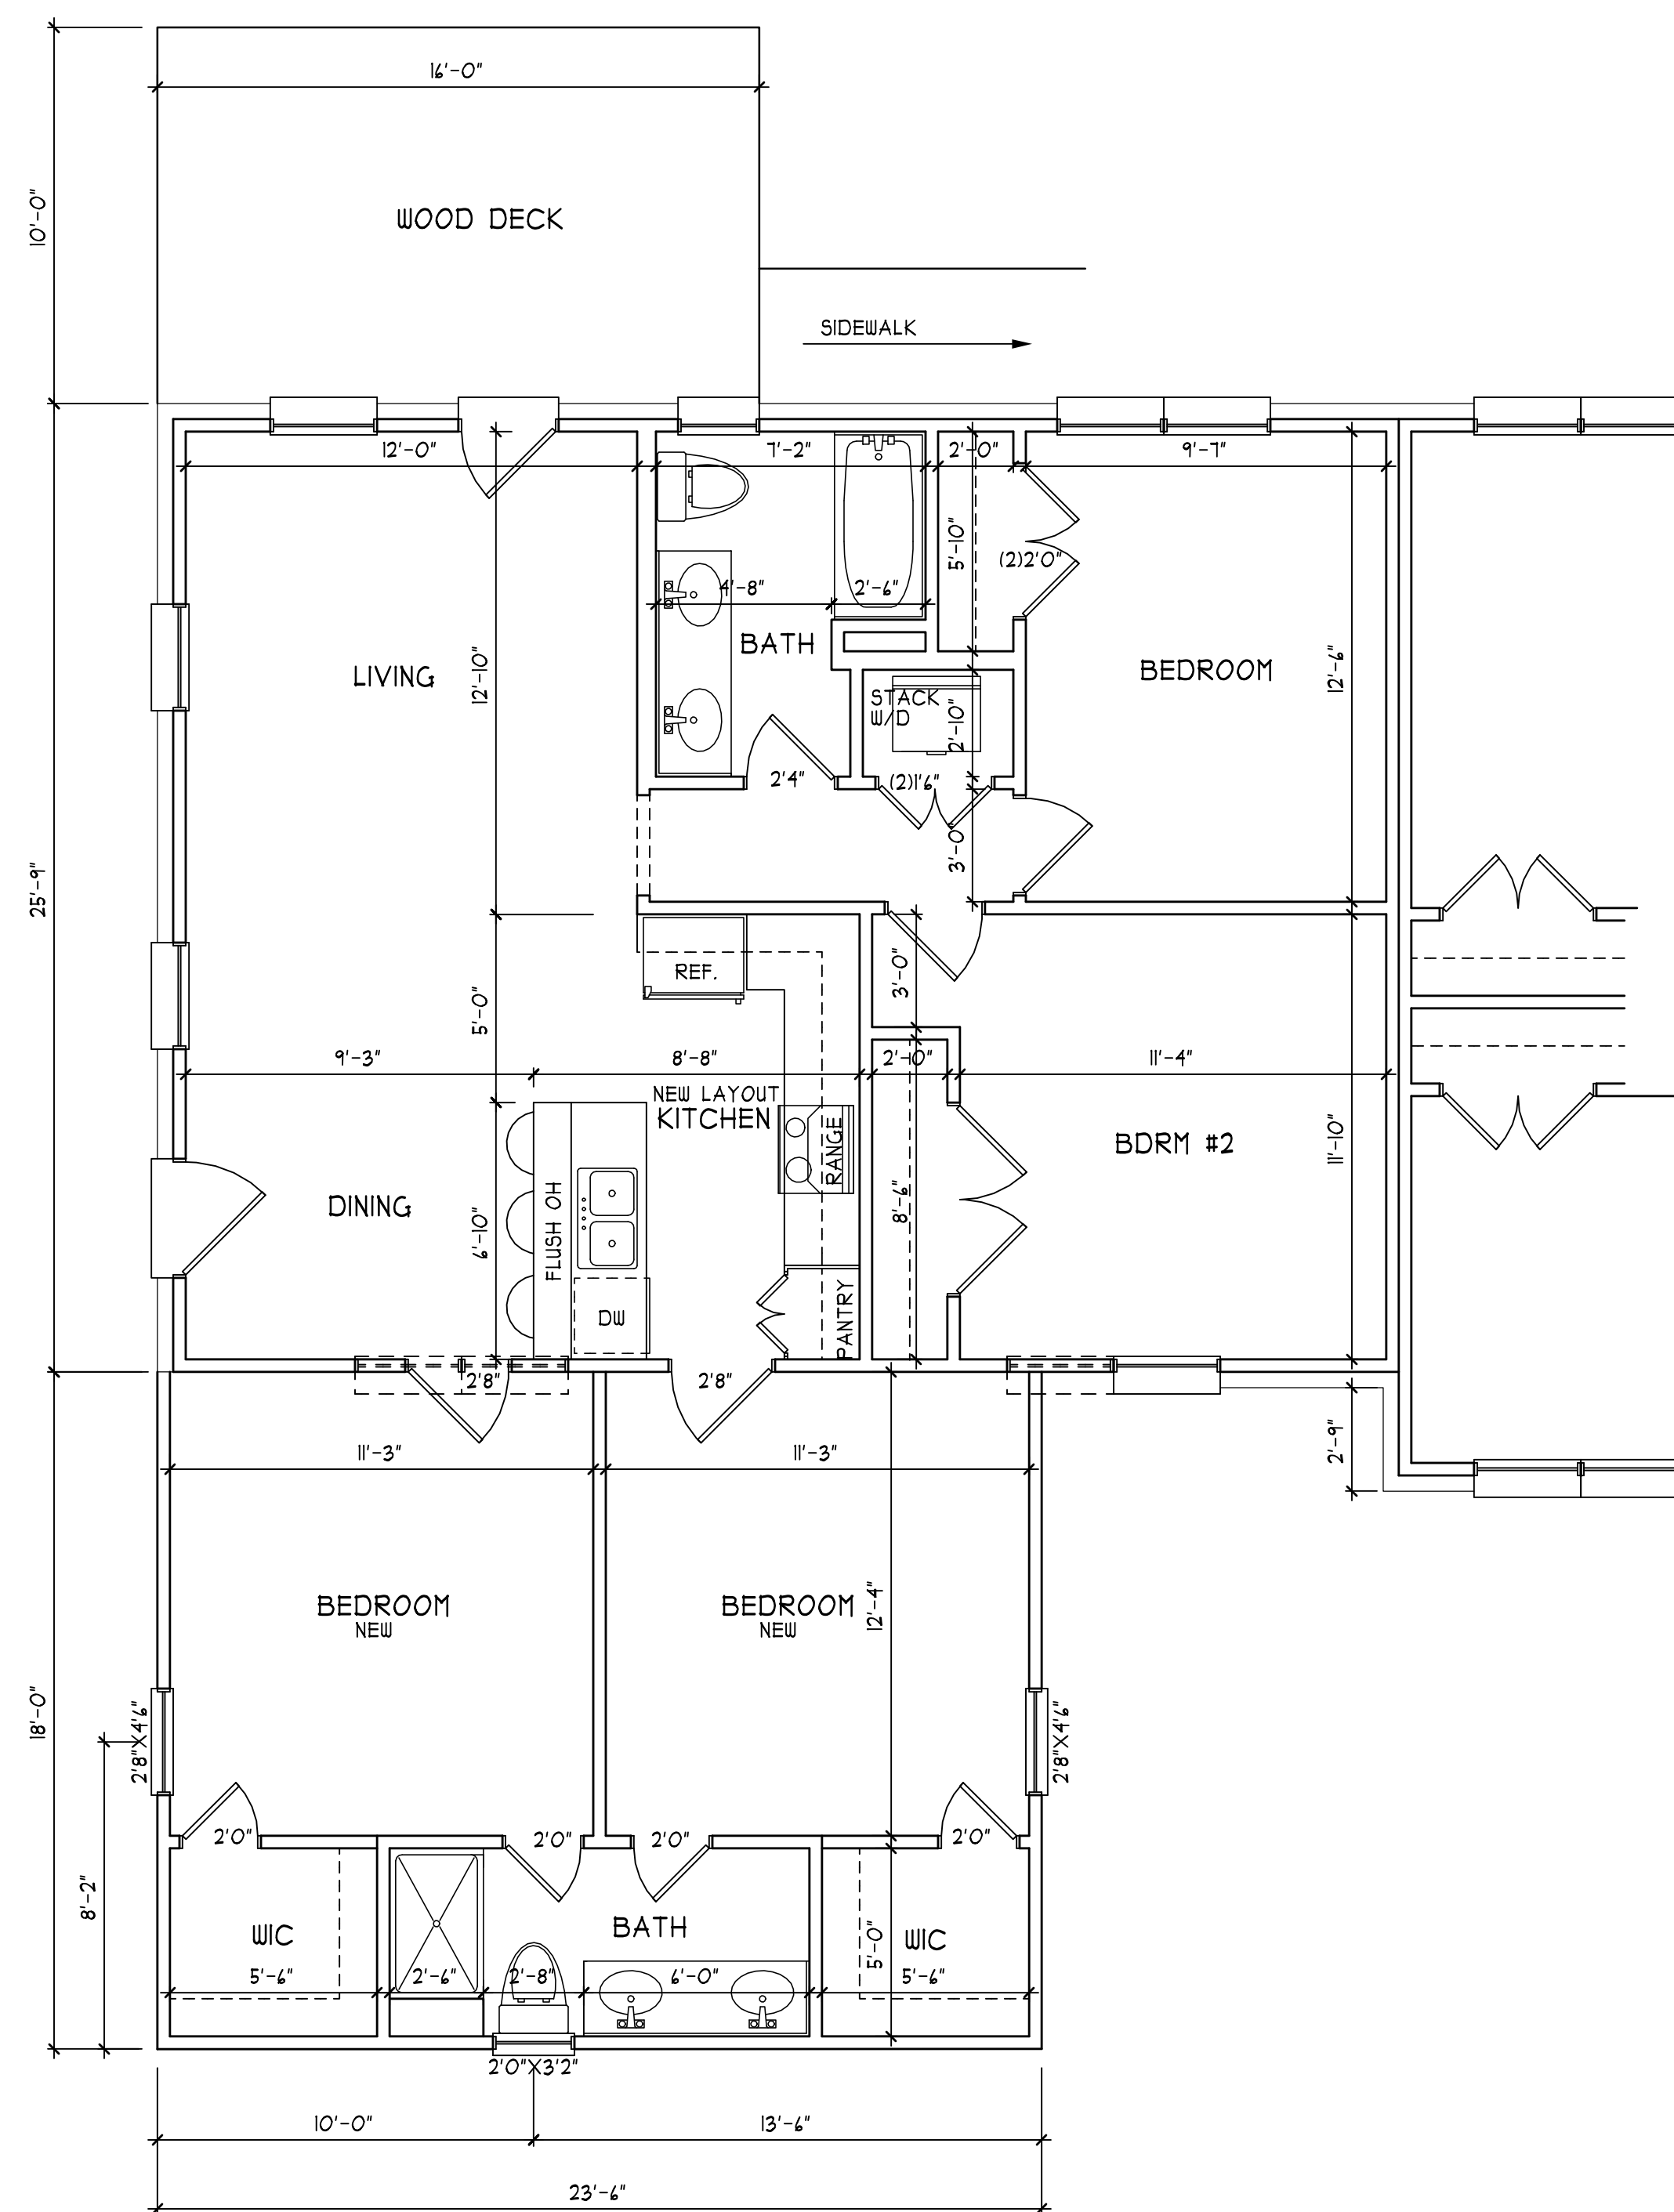 16'-0"
10'-0"
WOOD DECK
SIDEWALK
12'-0"
7'-2"
2'-0"
9'-7"
5'-10"
(2)2'0"
4'-8"
2'-6"
BATH
LIVING
12'-10"
BEDROOM
12'-6"
STACK
W/D
2'-10"
2'4"
(2)1'6"
3'-0
25'-9"
REF.
3'-0"
5'-0"
9'-3"
8'-8"
2'-0"
11'-4"
NEW LAYOUT
KITCHEN
RANGE
BDRM #2
11'-10"
DINING
6'-10"
FLUSH OH
8'-6"
DW
PANTRY
2'8"
2'8"
11'-3"
11'-3"
2'-9"
BEDROOM
NEW
BEDROOM
NEW
12'-4"
18'-0"
2'8"X4'6"
2'8"X4'6"
2'0"
2'0"
2'0"
2'0"
8'-2"
WIC
BATH
WIC
5'-0"
5'-6"
2'-6"
2'-8"
6'-0"
5'-6"
2'0"X3'2"
10'-0"
13'-6"
23'-6"